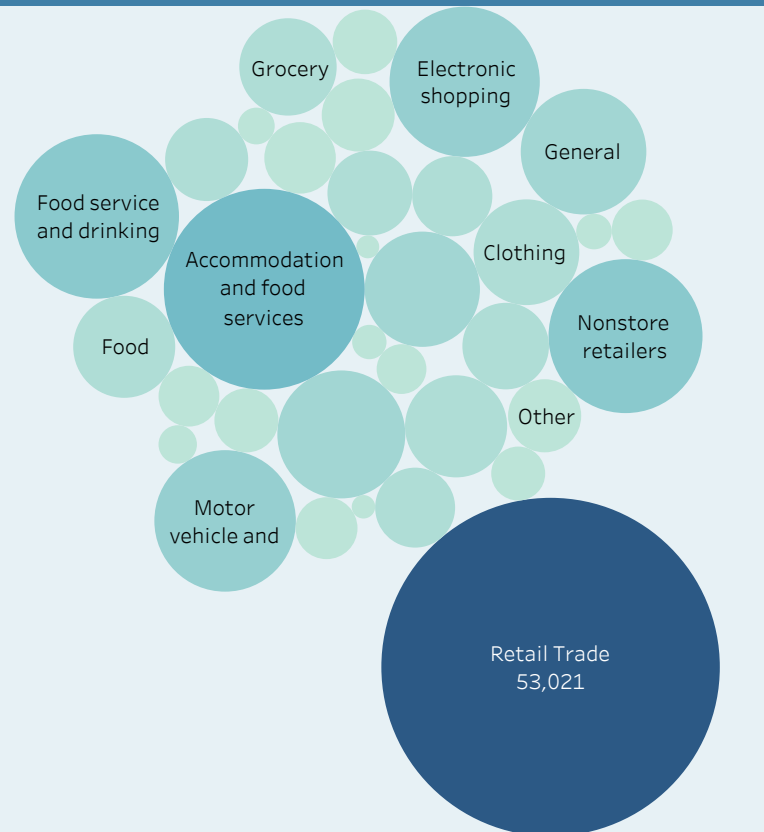 Grocery
Electronic
shopping
General
Food service
and drinking
Accommodation
and food
services
Clothing
Nonstore
retailers
Food
Other
Motor
vehicle and
Retail Trade
53,021